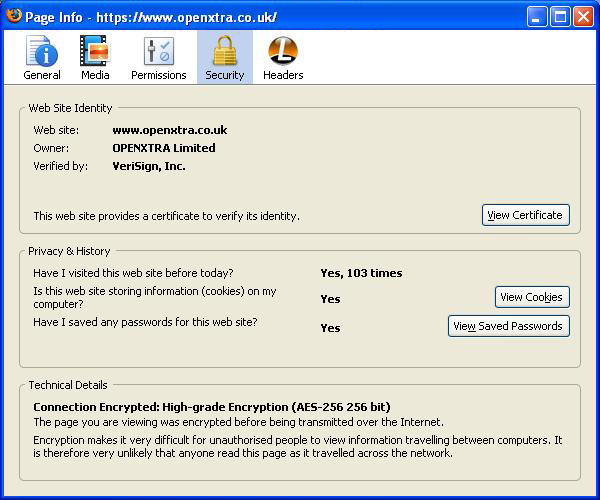 Page Info - https://www.openxtra.co.uk/
General Media Permissions Security Headers
Web Site Identity
Web site: www.openxtra.co.uk
Owner: OPENXTRA Limited
Verified by: VeriSign, Inc.
This web site provides a certificate to verify its identity. View Certificate
Privacy & History
Have I visited this web site before today? Yes, 103 times
Is this web site storing information (cookies) on my
computer? Yes View Cookies
Have I saved any passwords for this web site? Yes View Saved Passwords
Technical Details
Connection Encrypted: High-grade Encryption (AES-256 256 bit)
The page you are viewing was encrypted before being transmitted over the Internet.
Encryption makes it very difficult for unauthorised people to view information travelling between computers. It
is therefore very unlikely that anyone read this page as it travelled across the network.